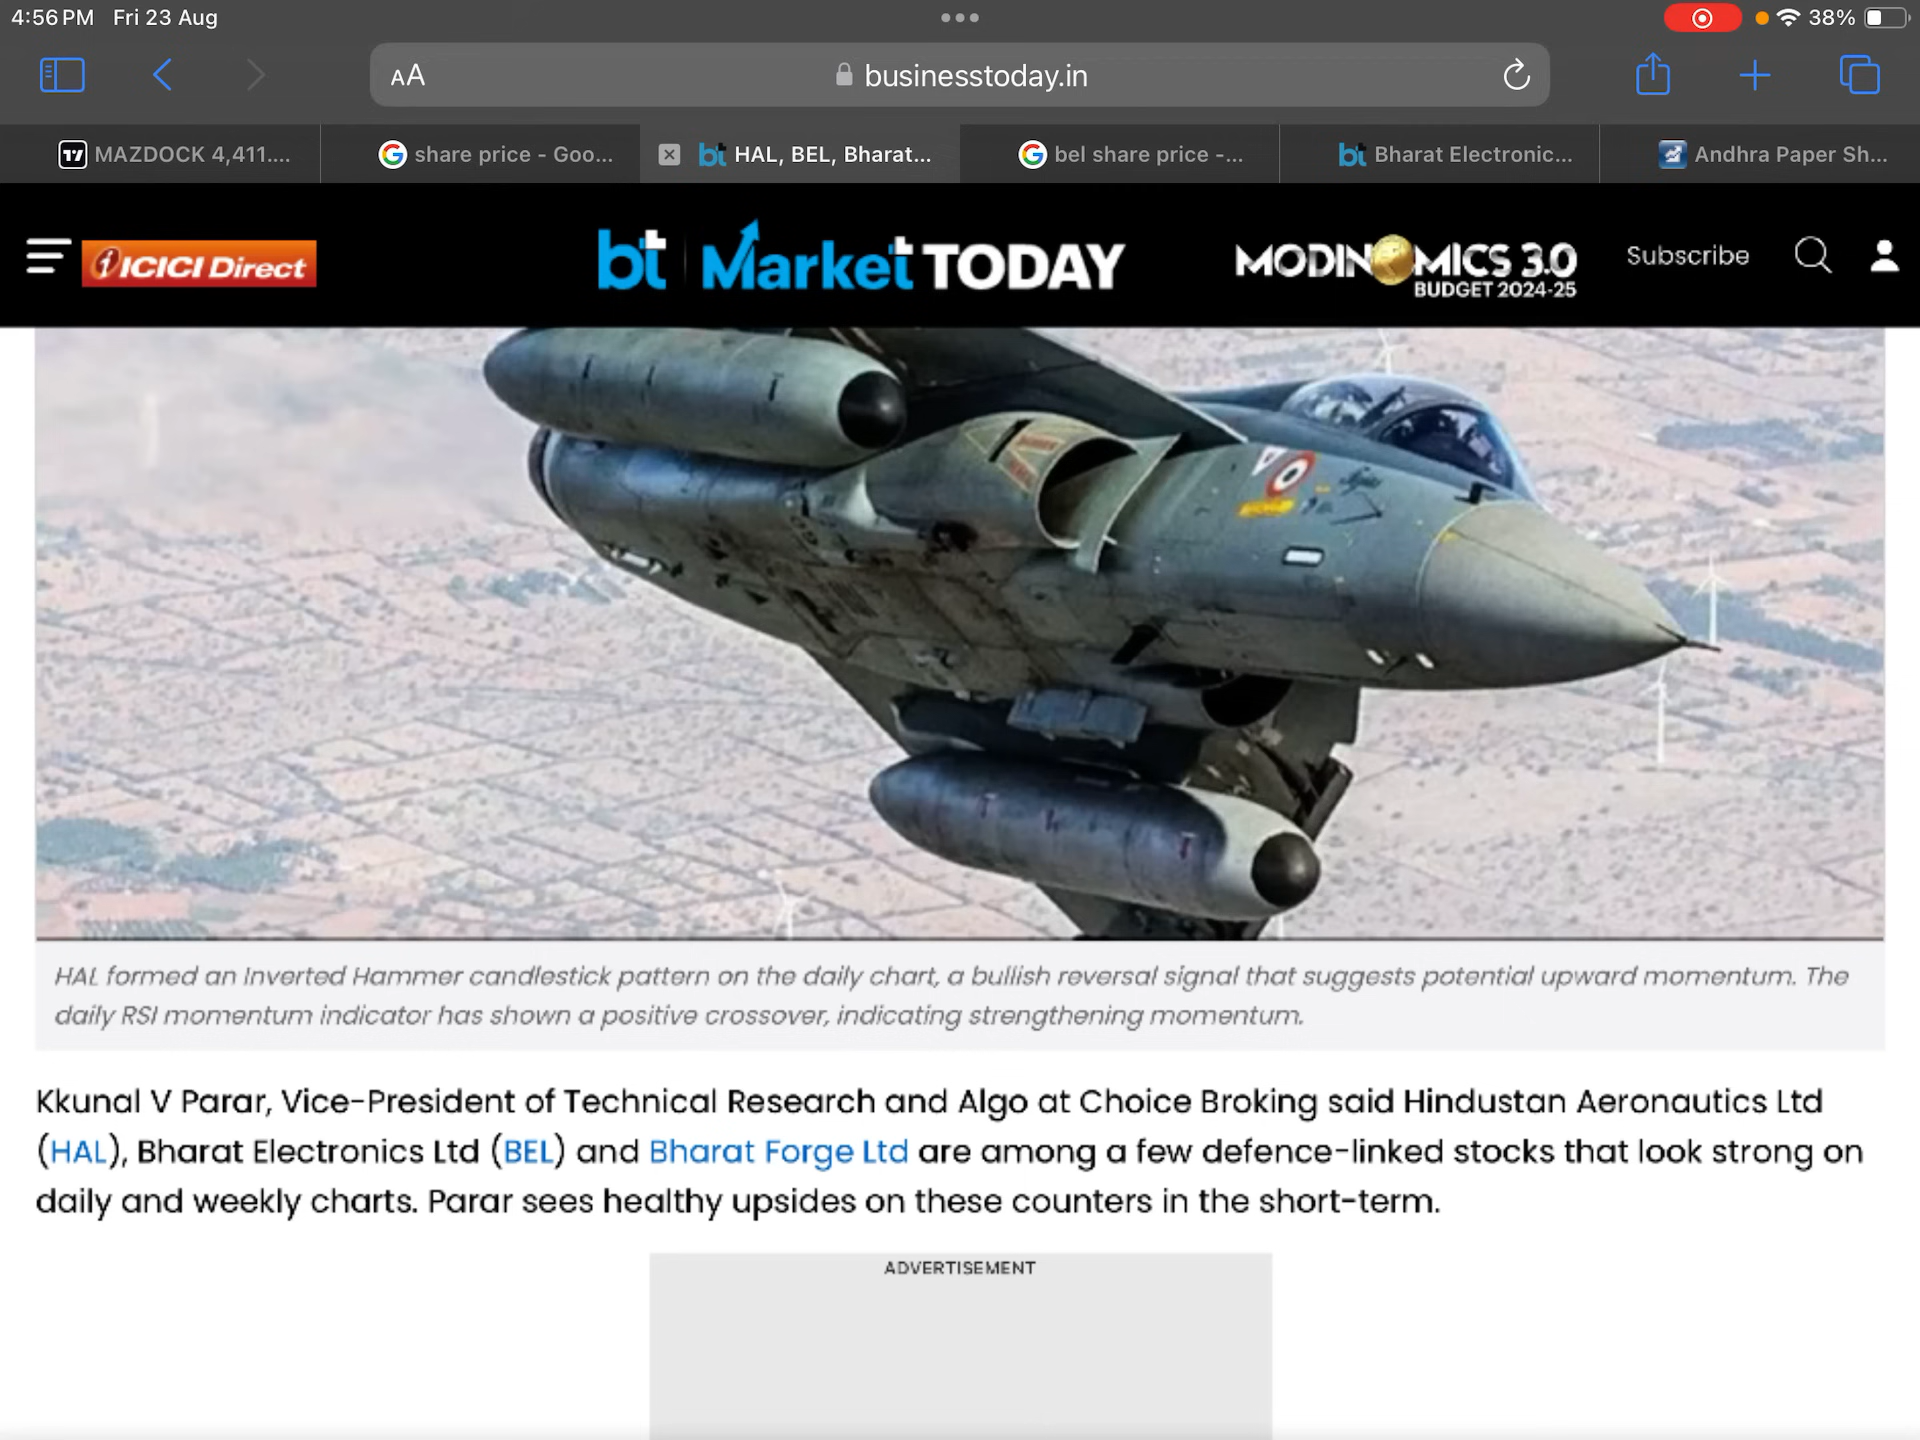 4:56 PM Fri 23 Aug
38%
AA
businesstoday.in
MAZDOCK 4,411....
share price - Goo...
HAL, BEL, Bharat...
bel share price -...
Bharat Electronic...
Andhra Paper Sh...
ICICI Direct
bt Market TODAY
MODINOMICS 3.0
BUDGET 2024-25
Subscribe
HAL formed an Inverted Hammer candlestick pattern on the daily chart, a bullish reversal signal that suggests potential upward momentum. The
daily RSI momentum indicator has shown a positive crossover, indicating strengthening momentum.
Kkunal V Parar, Vice-President of Technical Research and Algo at Choice Broking said Hindustan Aeronautics Ltd
(HAL), Bharat Electronics Ltd (BEL) and Bharat Forge Ltd are among a few defence-linked stocks that look strong on
daily and weekly charts. Parar sees healthy upsides on these counters in the short-term.
ADVERTISEMENT